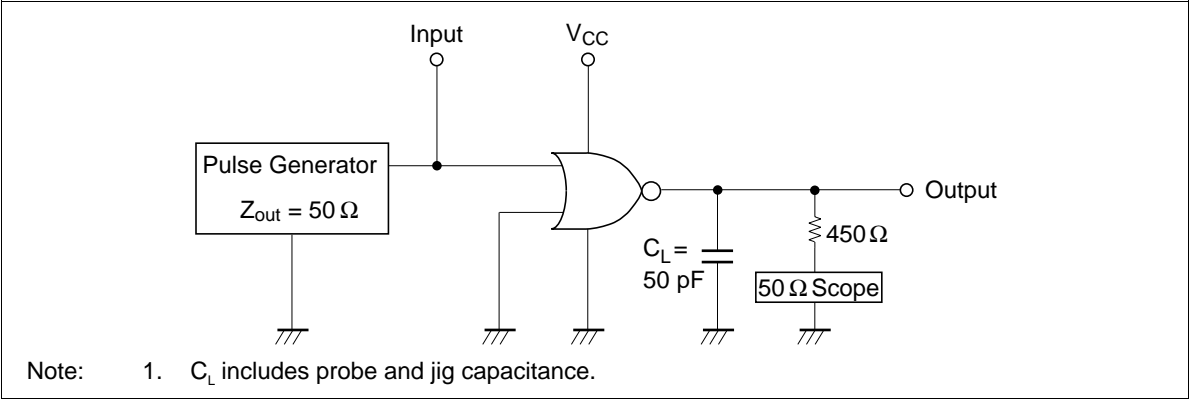 Input
VCC
Pulse Generator
Zout = 50 Ω
Output
450 Ω
CL =
50 pF
50 Ω Scope
Note: 1. CL includes probe and jig capacitance.